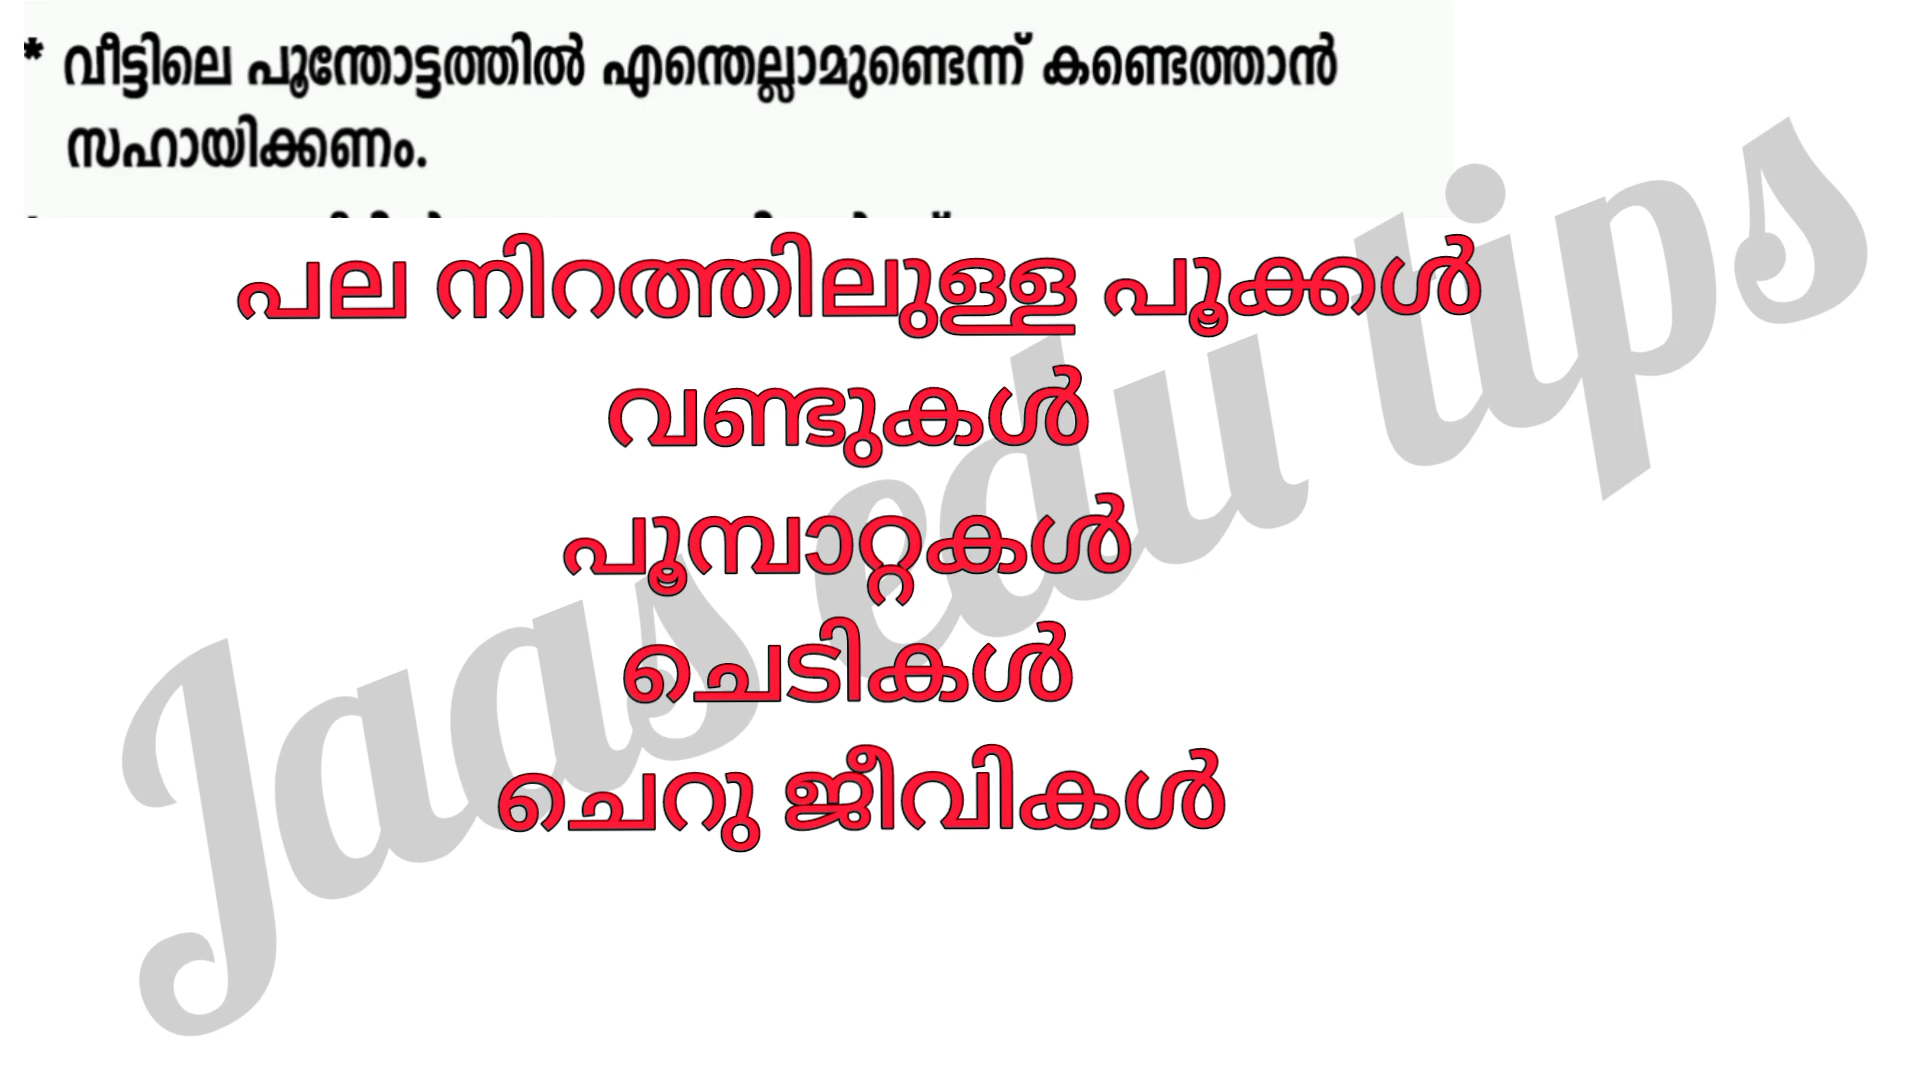 * വീട്ടിലെ പൂന്തോട്ടത്തിൽ എന്തെല്ലാമുണ്ടെന്ന് കണ്ടെത്താൻ
സഹായിക്കണം.
പല നിറത്തിലുള്ള പൂക്കൾ
വണ്ടുകൾ
പൂമ്പാറ്റകൾ
ചെടികൾ
ചെറു ജീവികൾ
Jaas edu tips